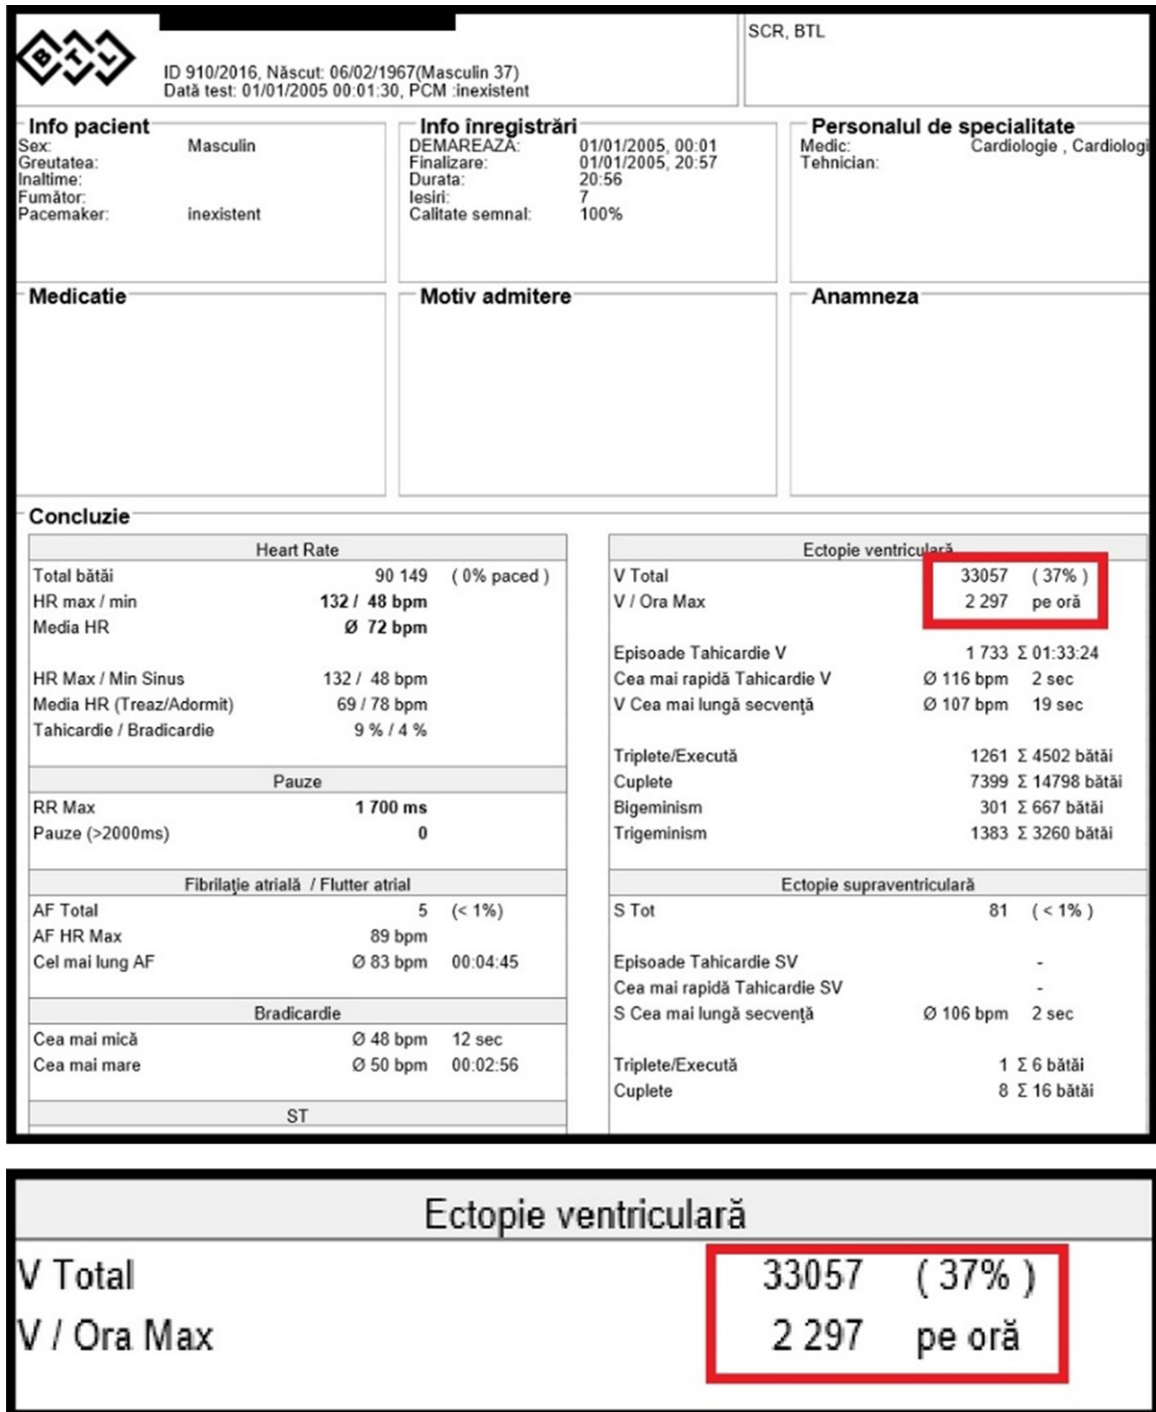 BTL
SCR, BTL
ID 910/2016, Născut: 06/02/1967(Masculin 37)
Dată test: 01/01/2005 00:01:30, PCM :inexistent
Info pacient
Sex: Masculin
Greutatea:
Inaltime:
Fumător:
Pacemaker: inexistent
Info înregistrări
DEMAREAZĂ: 01/01/2005, 00:01
Finalizare: 01/01/2005, 20:57
Durata: 20:56
Iesiri: 7
Calitate semnal: 100%
Personalul de specialitate
Medic: Cardiologie , Cardiologi
Tehnician:
Medicatie
Motiv admitere
Anamneza
Concluzie
Heart Rate
Total bătăi 90 149 ( 0% paced )
HR max / min 132 / 48 bpm
Media HR Ø 72 bpm
HR Max / Min Sinus 132 / 48 bpm
Media HR (Treaz/Adormit) 69 / 78 bpm
Tahicardie / Bradicardie 9 % / 4 %
Pauze
RR Max 1 700 ms
Pauze (>2000ms) 0
Fibrilaţie atrială / Flutter atrial
AF Total 5 (< 1%)
AF HR Max 89 bpm
Cel mai lung AF Ø 83 bpm 00:04:45
Bradicardie
Cea mai mică Ø 48 bpm 12 sec
Cea mai mare Ø 50 bpm 00:02:56
ST
Ectopie ventriculară
V Total 33057 ( 37% )
V / Ora Max 2 297 pe oră
Episoade Tahicardie V 1 733 Σ 01:33:24
Cea mai rapidă Tahicardie V Ø 116 bpm 2 sec
V Cea mai lungă secvenţă Ø 107 bpm 19 sec
Triplete/Execută 1261 Σ 4502 bătăi
Cuplete 7399 Σ 14798 bătăi
Bigeminism 301 Σ 667 bătăi
Trigeminism 1383 Σ 3260 bătăi
Ectopie supraventriculară
S Tot 81 ( < 1% )
Episoade Tahicardie SV -
Cea mai rapidă Tahicardie SV -
S Cea mai lungă secvenţă Ø 106 bpm 2 sec
Triplete/Execută 1 Σ 6 bătăi
Cuplete 8 Σ 16 bătăi
Ectopie ventriculară
V Total 33057 ( 37% )
V / Ora Max 2 297 pe oră